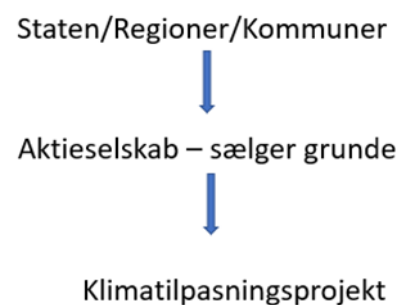 Staten/Regioner/Kommuner
Aktieselskab – sælger grunde
Klimatilpasningsprojekt